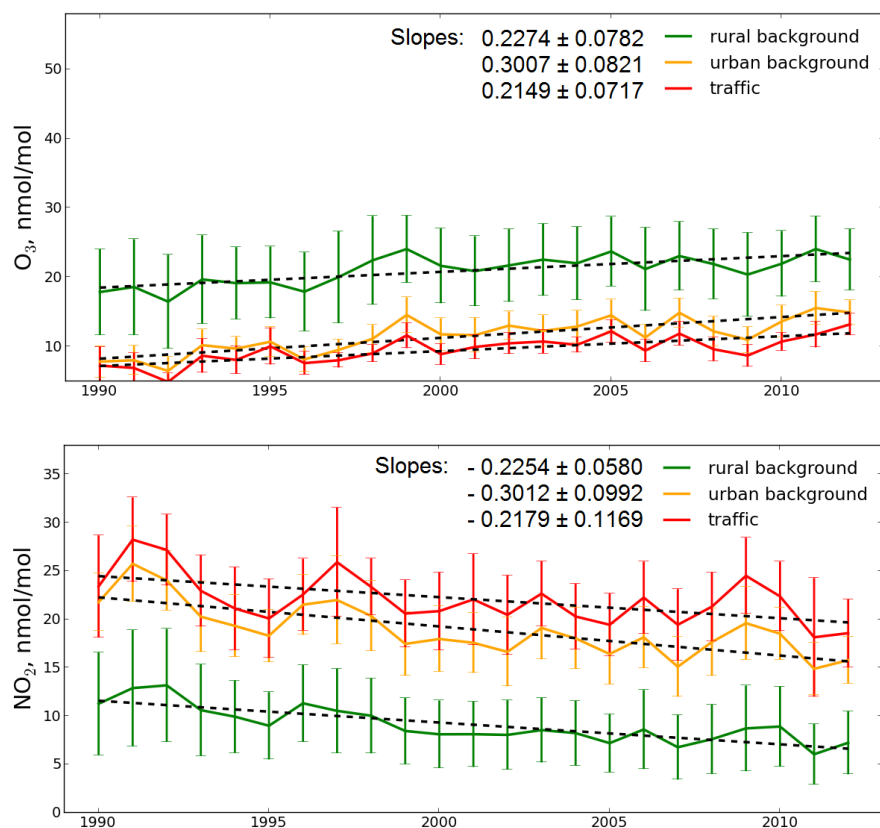 Slopes: 0.2274 ± 0.0782 rural background
0.3007 ± 0.0821 urban background
0.2149 ± 0.0717 traffic
50
40
30
20
10
O₃, nmol/mol
1990 1995 2000 2005 2010
Slopes: - 0.2254 ± 0.0580 rural background
- 0.3012 ± 0.0992 urban background
- 0.2179 ± 0.1169 traffic
35
30
25
20
15
10
5
0
NO₂, nmol/mol
1990 1995 2000 2005 2010